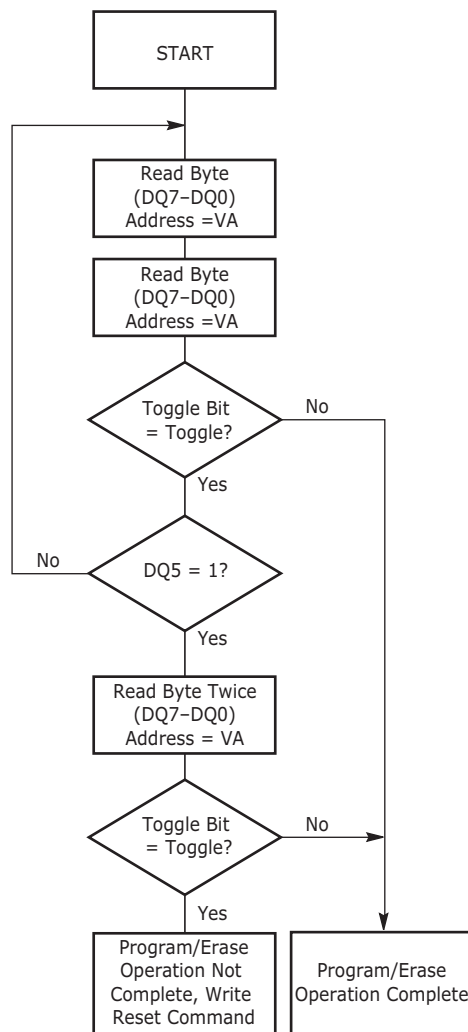 START
Read Byte
(DQ7–DQ0)
Address =VA
Read Byte
(DQ7–DQ0)
Address =VA
Toggle Bit
= Toggle?
No
Yes
No
DQ5 = 1?
Yes
Read Byte Twice
(DQ7–DQ0)
Address = VA
Toggle Bit
= Toggle?
No
Yes
Program/Erase
Operation Not
Complete, Write
Reset Command
Program/Erase
Operation Complete